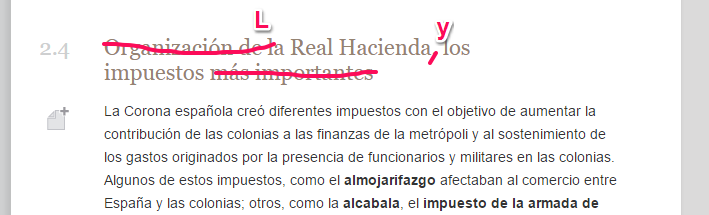 L y
2.4 Organización de la Real Hacienda, los
impuestos más importantes
La Corona española creó diferentes impuestos con el objetivo de aumentar la
contribución de las colonias a las finanzas de la metrópoli y al sostenimiento de
los gastos originados por la presencia de funcionarios y militares en las colonias.
Algunos de estos impuestos, como el almojarifazgo afectaban al comercio entre
España y las colonias; otros, como la alcabala, el impuesto de la armada de